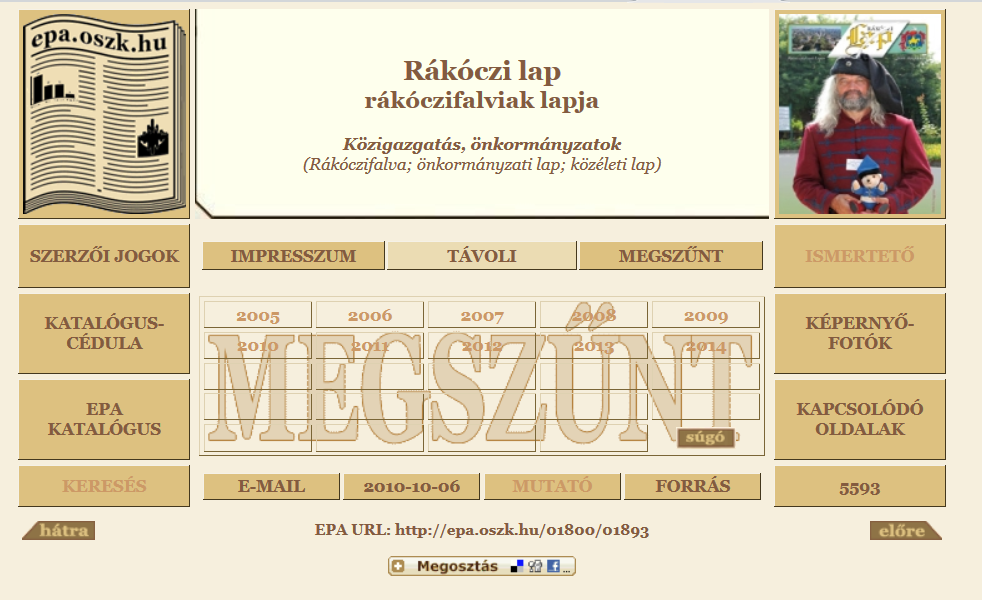 epa.oszk.hu
Rákóczi lap
rákóczifalviak lapja
Közigazgatás, önkormányzatok
(Rákóczifalva; önkormányzati lap; közéleti lap)
SZERZŐI JOGOK
IMPRESSZUM
TÁVOLI
MEGSZŰNT
ISMERTETŐ
KATALÓGUS-
CÉDULA
2005 2006 2007 2008 2009
2010 2011 2012 2013 2014
MEGSZŰNT
KÉPERNYŐ-
FOTÓK
EPA
KATALÓGUS
súgó
KAPCSOLÓDÓ
OLDALAK
KERESÉS
E-MAIL
2010-10-06
MUTATÓ
FORRÁS
5593
hátra
EPA URL: http://epa.oszk.hu/01800/01893
előre
Megosztás